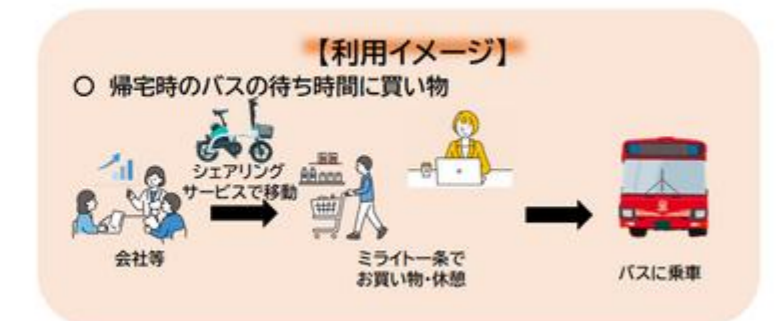 【利用イメージ】
○ 帰宅時のバスの待ち時間に買い物
シェアリング
サービスで移動
会社等
ミライト一条で
お買い物・休憩
バスに乗車